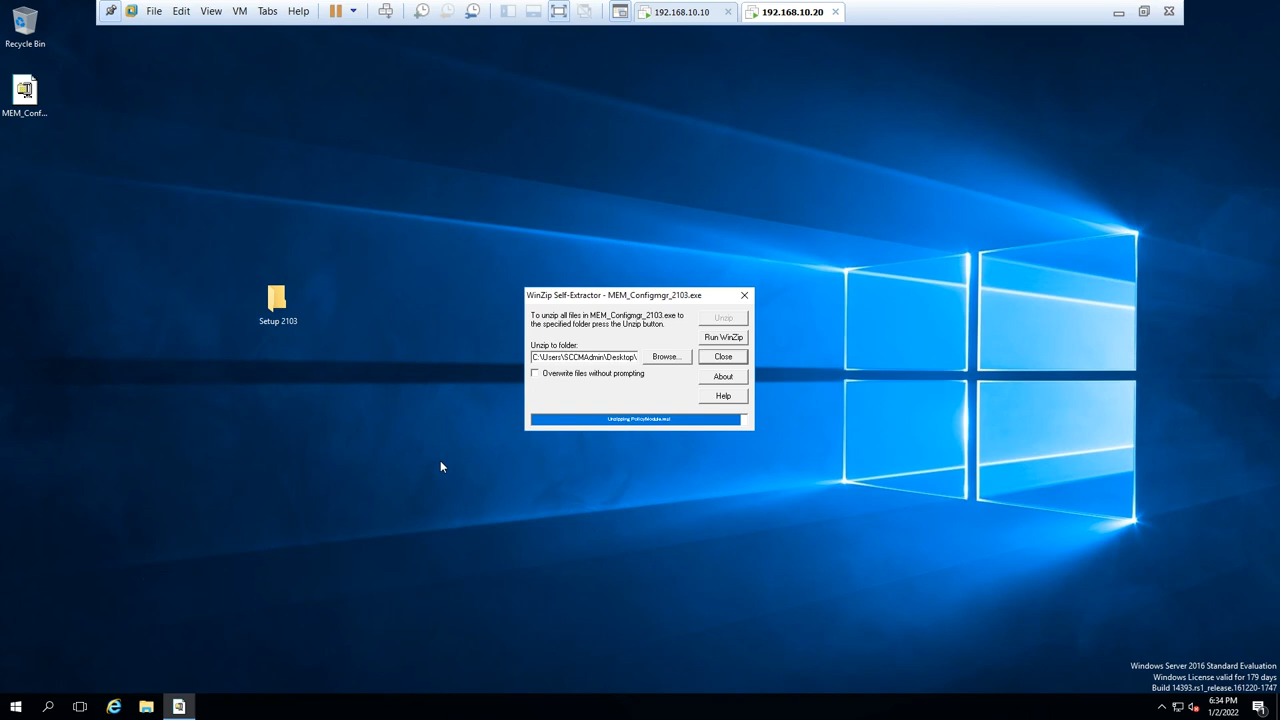 File Edit View VM Tabs Help
192.168.10.10
192.168.10.20
Recycle Bin
MEM_Conf...
Setup 2103
WinZip Self-Extractor - MEM_Configmgr_2103.exe
To unzip all files in MEM_Configmgr_2103.exe to
the specified folder press the Unzip button.
Unzip to folder:
C:\Users\SCCMAdmin\Desktop\
Browse...
Overwrite files without prompting
Unzip
Run WinZip
Close
About
Help
Unzipping PolicyModule.msi
Windows Server 2016 Standard Evaluation
Windows License valid for 179 days
Build 14393.rs1_release.161220-1747
6:34 PM
1/2/2022
1